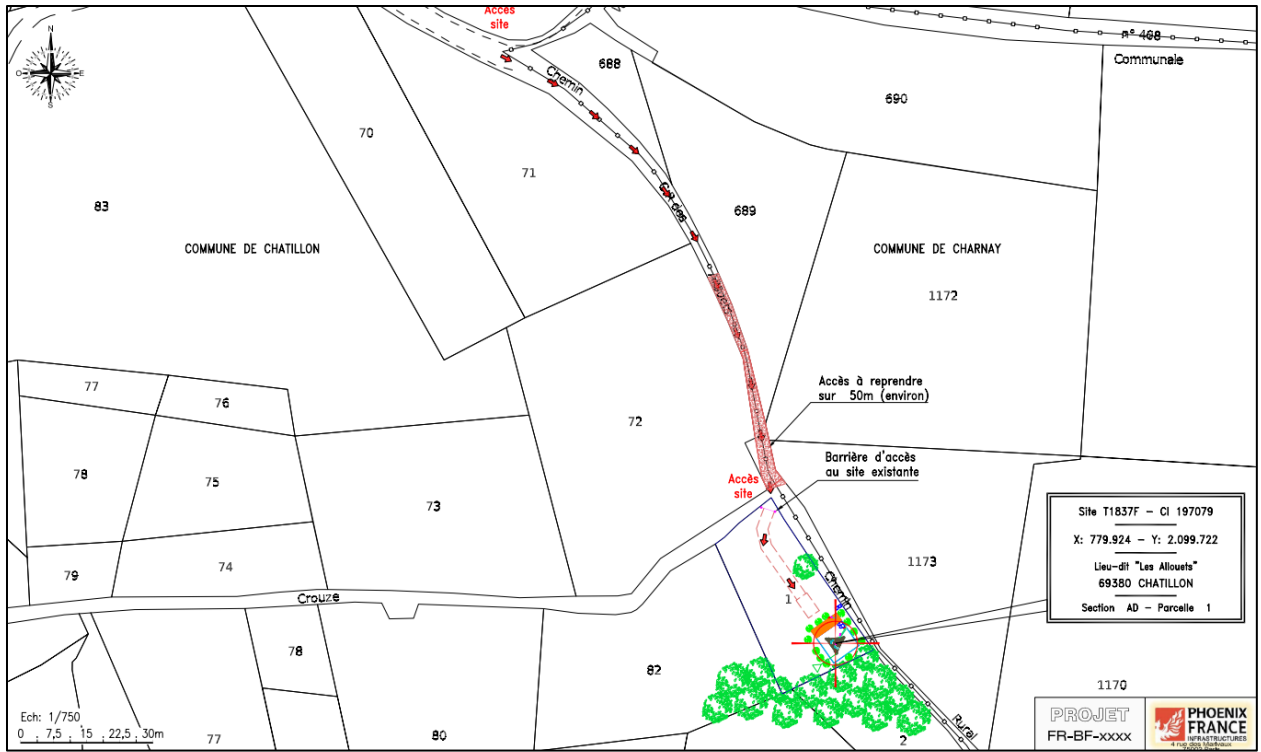 Accès
site
N
O
E
S
n° 468
Communale
688
Chemin
690
70
71
83
C.R. des
689
COMMUNE DE CHATILLON
COMMUNE DE CHARNAY
1172
77
76
Accès à reprendre
sur 50m (environ)
72
Barrière d'accès
au site existante
78
75
73
Accès
site
Site T1837F - CI 197079
X: 779.924 - Y: 2.099.722
Lieu-dit "Les Allouets"
69380 CHATILLON
Section AD - Parcelle 1
1173
79
74
Crouze
1
Chemin
78
82
1170
Ech: 1/750
0 7,5 15 22,5 30m
77
80
2
Rural
PROJET
FR-BF-xxxx
PHOENIX
FRANCE
INFRASTRUCTURES